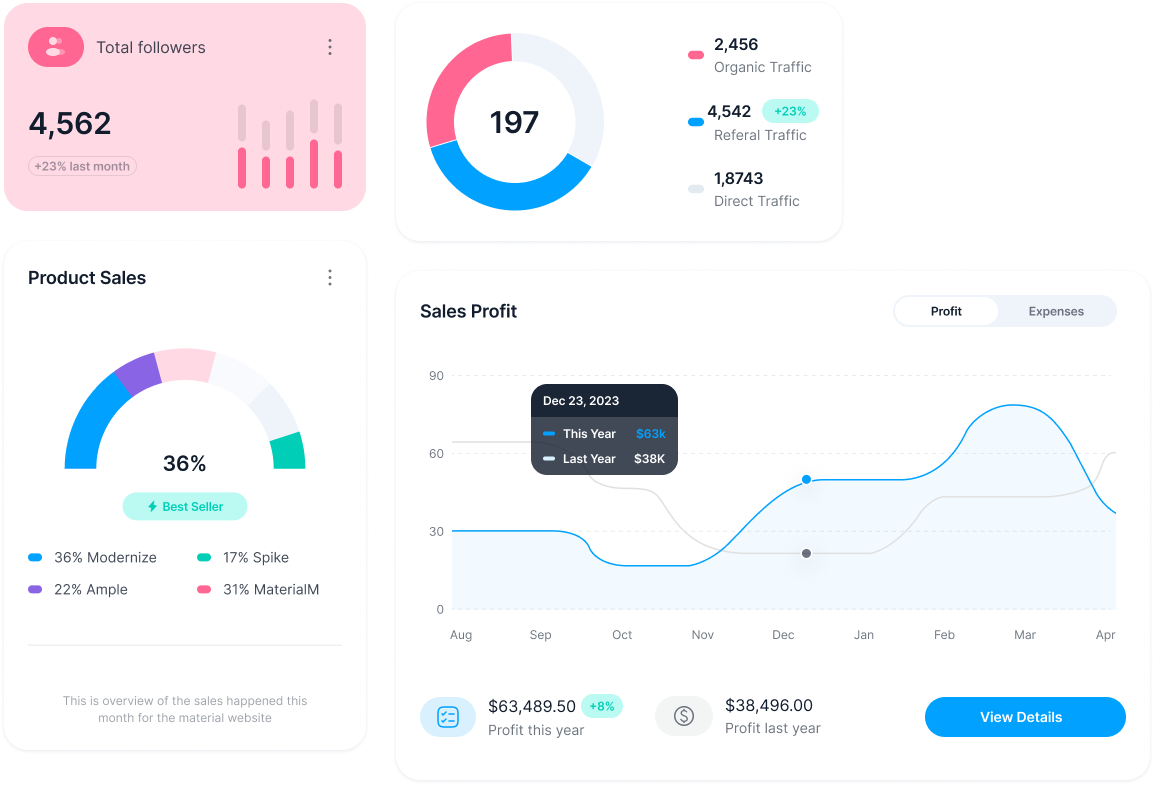 Total followers
4,562
+23% last month
197
2,456
Organic Traffic
4,542 +23%
Referal Traffic
1,8743
Direct Traffic
Product Sales
36%
Best Seller
36% Modernize 17% Spike
22% Ample 31% MaterialM
This is overview of the sales happened this
month for the material website
Sales Profit
Profit Expenses
90
60
30
0
Dec 23, 2023
This Year $63k
Last Year $38K
Aug Sep Oct Nov Dec Jan Feb Mar Apr
$63,489.50 +8%
Profit this year
$38,496.00
Profit last year
View Details